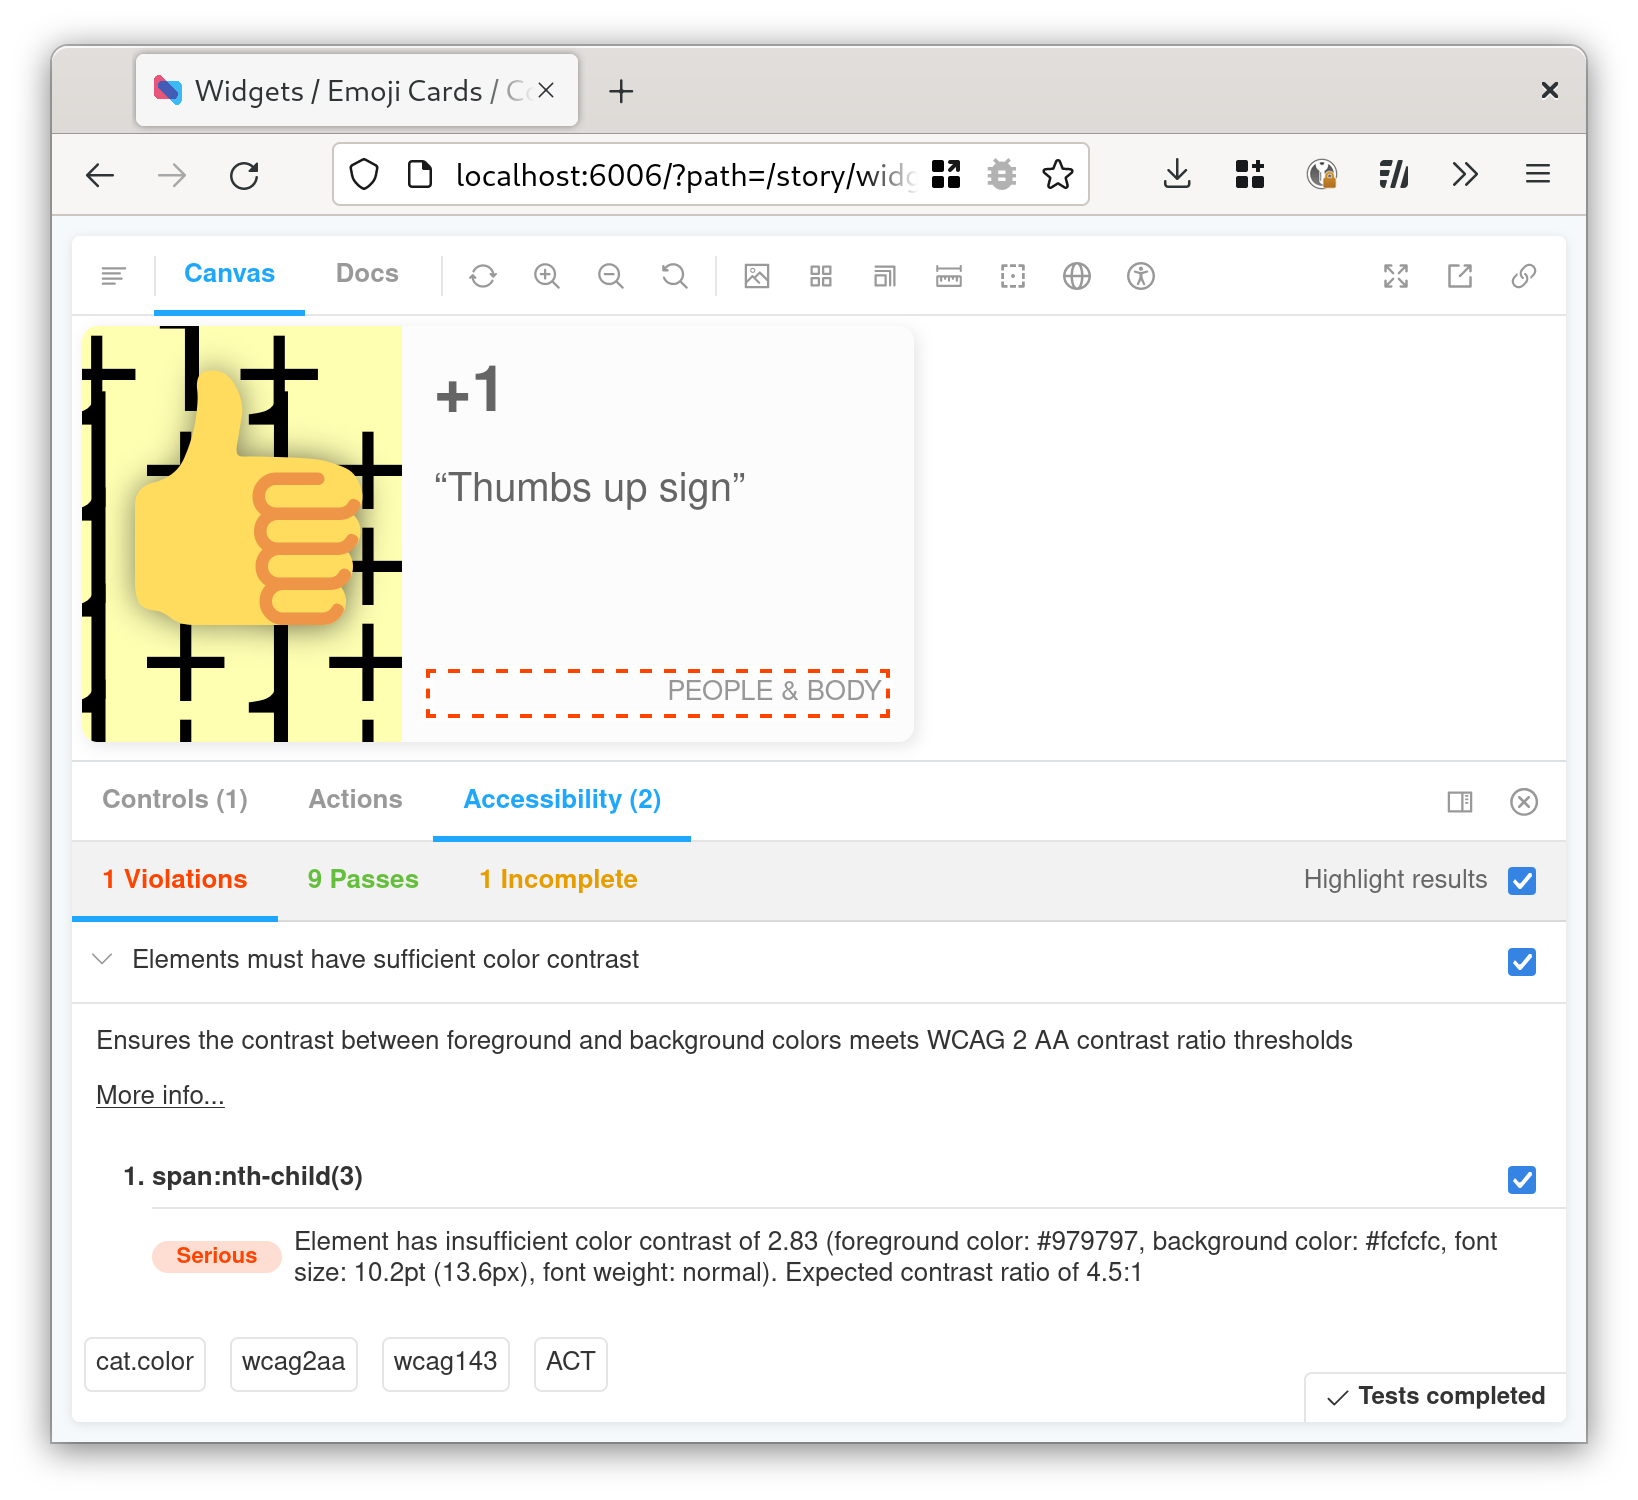 Widgets / Emoji Cards / Co
localhost:6006/?path=/story/widg
Canvas
Docs
+1
“Thumbs up sign”
PEOPLE & BODY
Controls (1)
Actions
Accessibility (2)
1 Violations
9 Passes
1 Incomplete
Highlight results
Elements must have sufficient color contrast
Ensures the contrast between foreground and background colors meets WCAG 2 AA contrast ratio thresholds
More info...
1. span:nth-child(3)
Serious
Element has insufficient color contrast of 2.83 (foreground color: #979797, background color: #fcfcfc, font
size: 10.2pt (13.6px), font weight: normal). Expected contrast ratio of 4.5:1
cat.color
wcag2aa
wcag143
ACT
Tests completed